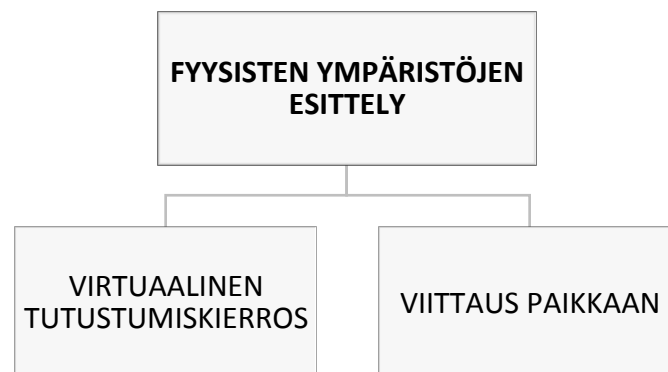 FYYSISTEN YMPÄRISTÖJEN
ESITTELY
VIRTUAALINEN
TUTUSTUMISKIERROS
VIITTAUS PAIKKAAN